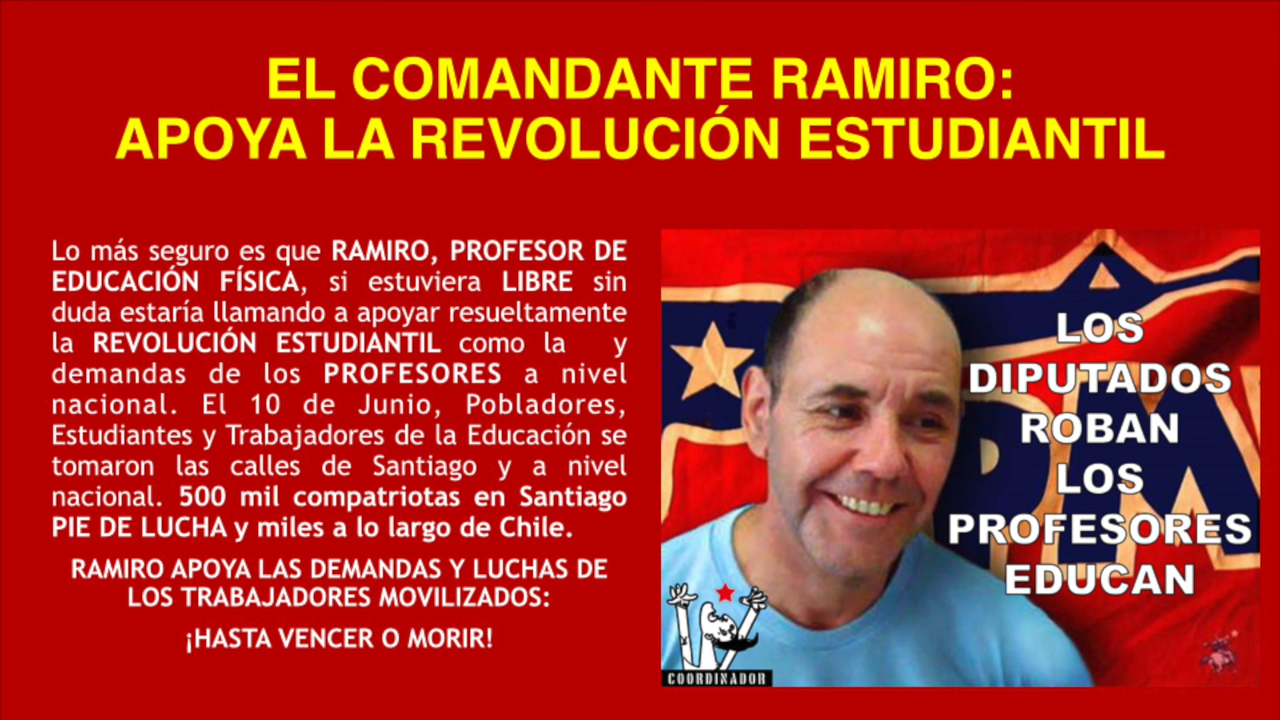 EL COMANDANTE RAMIRO:
APOYA LA REVOLUCIÓN ESTUDIANTIL
Lo más seguro es que RAMIRO, PROFESOR DE
EDUCACIÓN FÍSICA, si estuviera LIBRE sin
duda estaría llamando a apoyar resueltamente
la REVOLUCIÓN ESTUDIANTIL como la y
demandas de los PROFESORES a nivel
nacional. El 10 de Junio, Pobladores,
Estudiantes y Trabajadores de la Educación se
tomaron las calles de Santiago y a nivel
nacional. 500 mil compatriotas en Santiago
PIE DE LUCHA y miles a lo largo de Chile.
RAMIRO APOYA LAS DEMANDAS Y LUCHAS DE
LOS TRABAJADORES MOVILIZADOS:
¡HASTA VENCER O MORIR!
LOS
DIPUTADOS
ROBAN
LOS
PROFESORES
EDUCAN
COORDINADOR